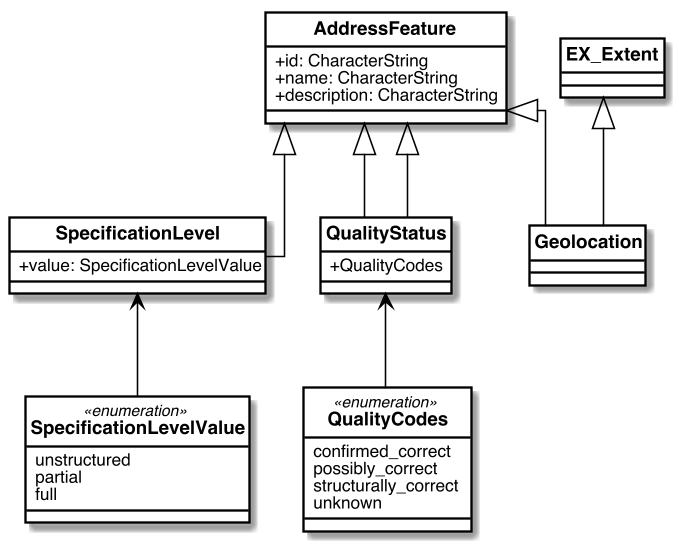 AddressFeature
+id: CharacterString
+name: CharacterString
+description: CharacterString
EX_Extent
SpecificationLevel
+value: SpecificationLevelValue
QualityStatus
+QualityCodes
Geolocation
«enumeration»
SpecificationLevelValue
unstructured
partial
full
«enumeration»
QualityCodes
confirmed_correct
possibly_correct
structurally_correct
unknown